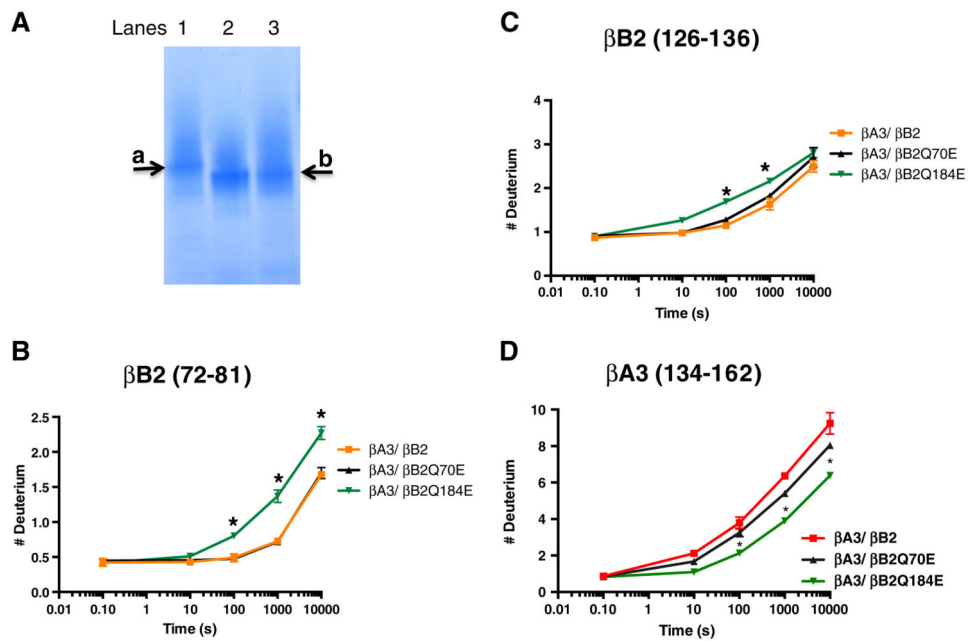 A
Lanes 1 2 3
a
b
B
βB2 (72-81)
# Deuterium
2.5
2.0
1.5
1.0
0.5
0.0
0.01 0.10 1 10 100 1000 10000
Time (s)
* * *
βA3/ βB2
βA3/ βB2Q70E
βA3/ βB2Q184E
C
βB2 (126-136)
# Deuterium
4
3
2
1
0
0.01 0.10 1 10 100 1000 10000
Time (s)
* *
βA3/ βB2
βA3/ βB2Q70E
βA3/ βB2Q184E
D
βA3 (134-162)
# Deuterium
10
8
6
4
2
0
0.01 0.10 1 10 100 1000 10000
Time (s)
* * *
βA3/ βB2
βA3/ βB2Q70E
βA3/ βB2Q184E